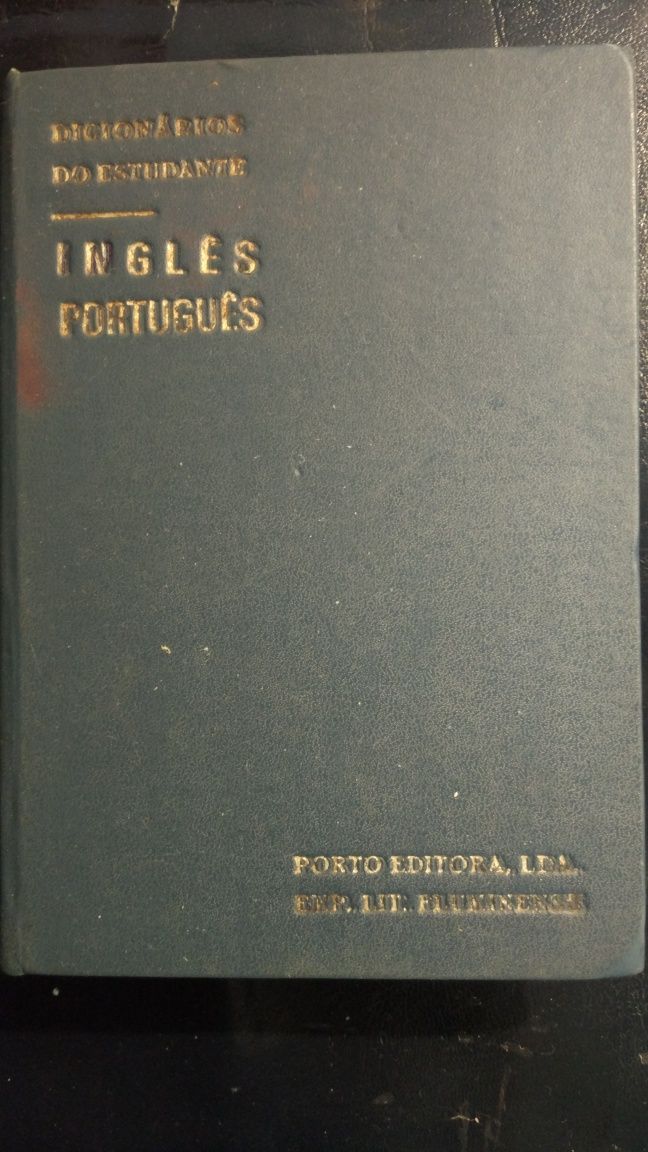 DICIONÁRIOS
DO ESTUDANTE
INGLÊS
PORTUGUÊS
PORTO EDITORA, LDA.
EMP. LIT. FLUMINENSE